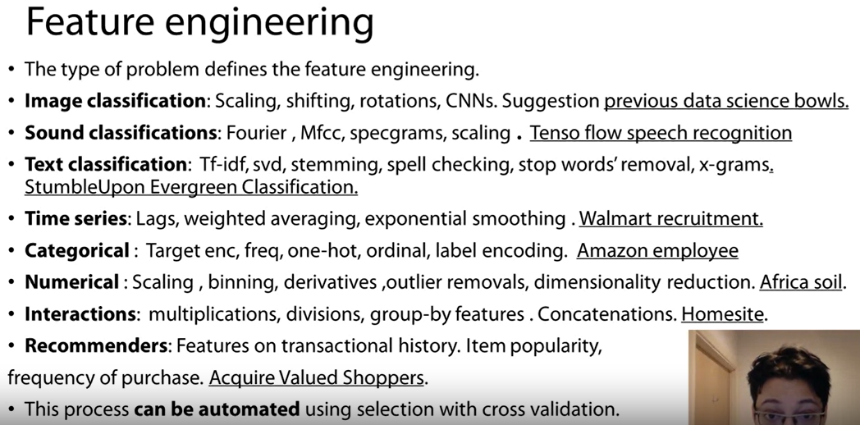 Feature engineering
• The type of problem defines the feature engineering.
• Image classification: Scaling, shifting, rotations, CNNs. Suggestion previous data science bowls.
• Sound classifications: Fourier , Mfcc, specgrams, scaling . Tenso flow speech recognition
• Text classification: Tf-idf, svd, stemming, spell checking, stop words' removal, x-grams.
StumbleUpon Evergreen Classification.
• Time series: Lags, weighted averaging, exponential smoothing . Walmart recruitment.
• Categorical : Target enc, freq, one-hot, ordinal, label encoding. Amazon employee
• Numerical : Scaling , binning, derivatives ,outlier removals, dimensionality reduction. Africa soil.
• Interactions: multiplications, divisions, group-by features . Concatenations. Homesite.
• Recommenders: Features on transactional history. Item popularity,
frequency of purchase. Acquire Valued Shoppers.
• This process can be automated using selection with cross validation.